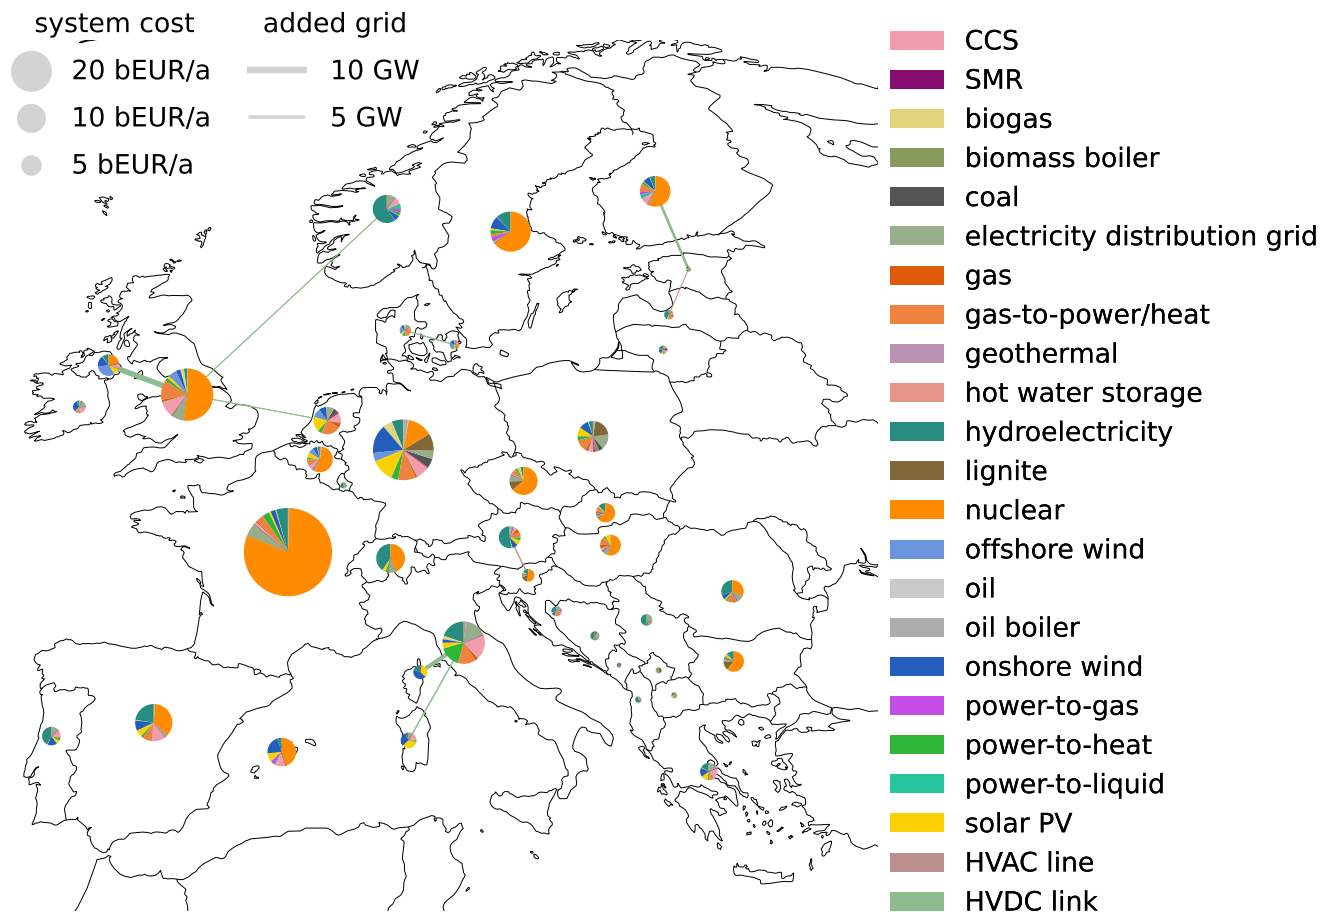 system cost
added grid
20 bEUR/a
10 GW
10 bEUR/a
5 GW
5 bEUR/a
CCS
SMR
biogas
biomass boiler
coal
electricity distribution grid
gas
gas-to-power/heat
geothermal
hot water storage
hydroelectricity
lignite
nuclear
offshore wind
oil
oil boiler
onshore wind
power-to-gas
power-to-heat
power-to-liquid
solar PV
HVAC line
HVDC link